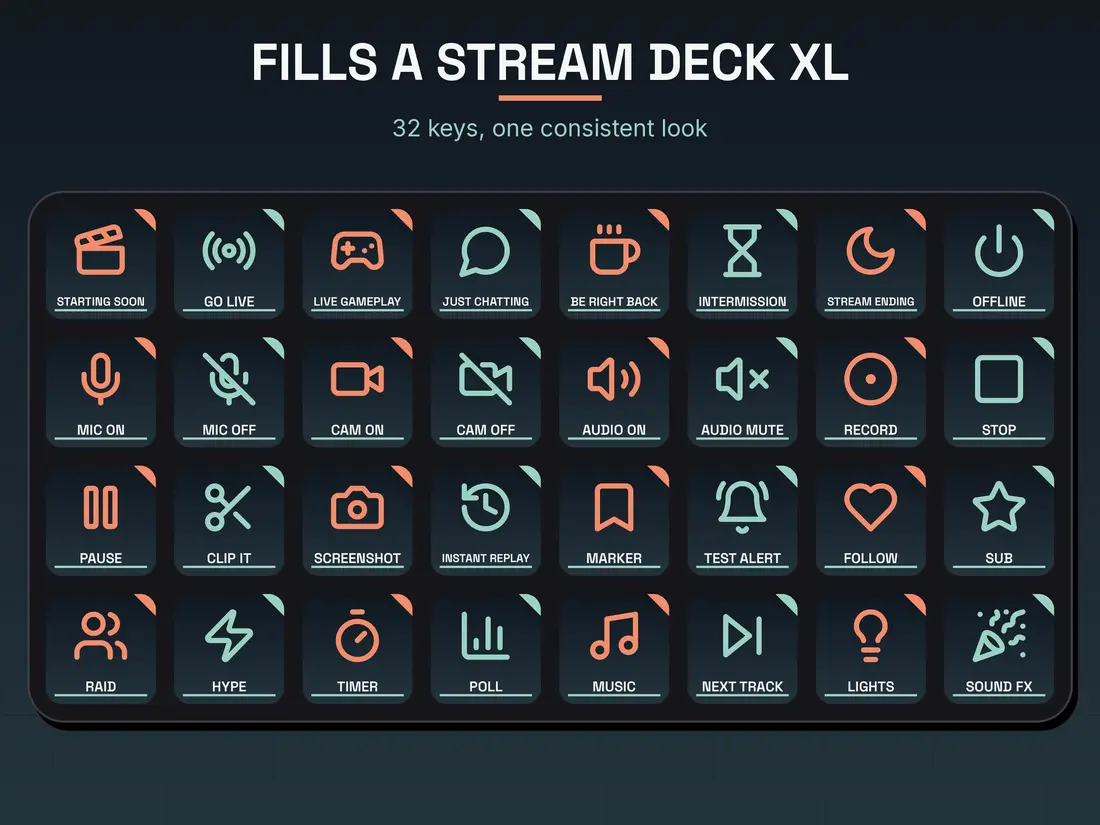 FILLS A STREAM DECK XL
32 keys, one consistent look
STARTING SOON
GO LIVE
LIVE GAMEPLAY
JUST CHATTING
BE RIGHT BACK
INTERMISSION
STREAM ENDING
OFFLINE
MIC ON
MIC OFF
CAM ON
CAM OFF
AUDIO ON
AUDIO MUTE
RECORD
STOP
PAUSE
CLIP IT
SCREENSHOT
INSTANT REPLAY
MARKER
TEST ALERT
FOLLOW
SUB
RAID
HYPE
TIMER
POLL
MUSIC
NEXT TRACK
LIGHTS
SOUND FX